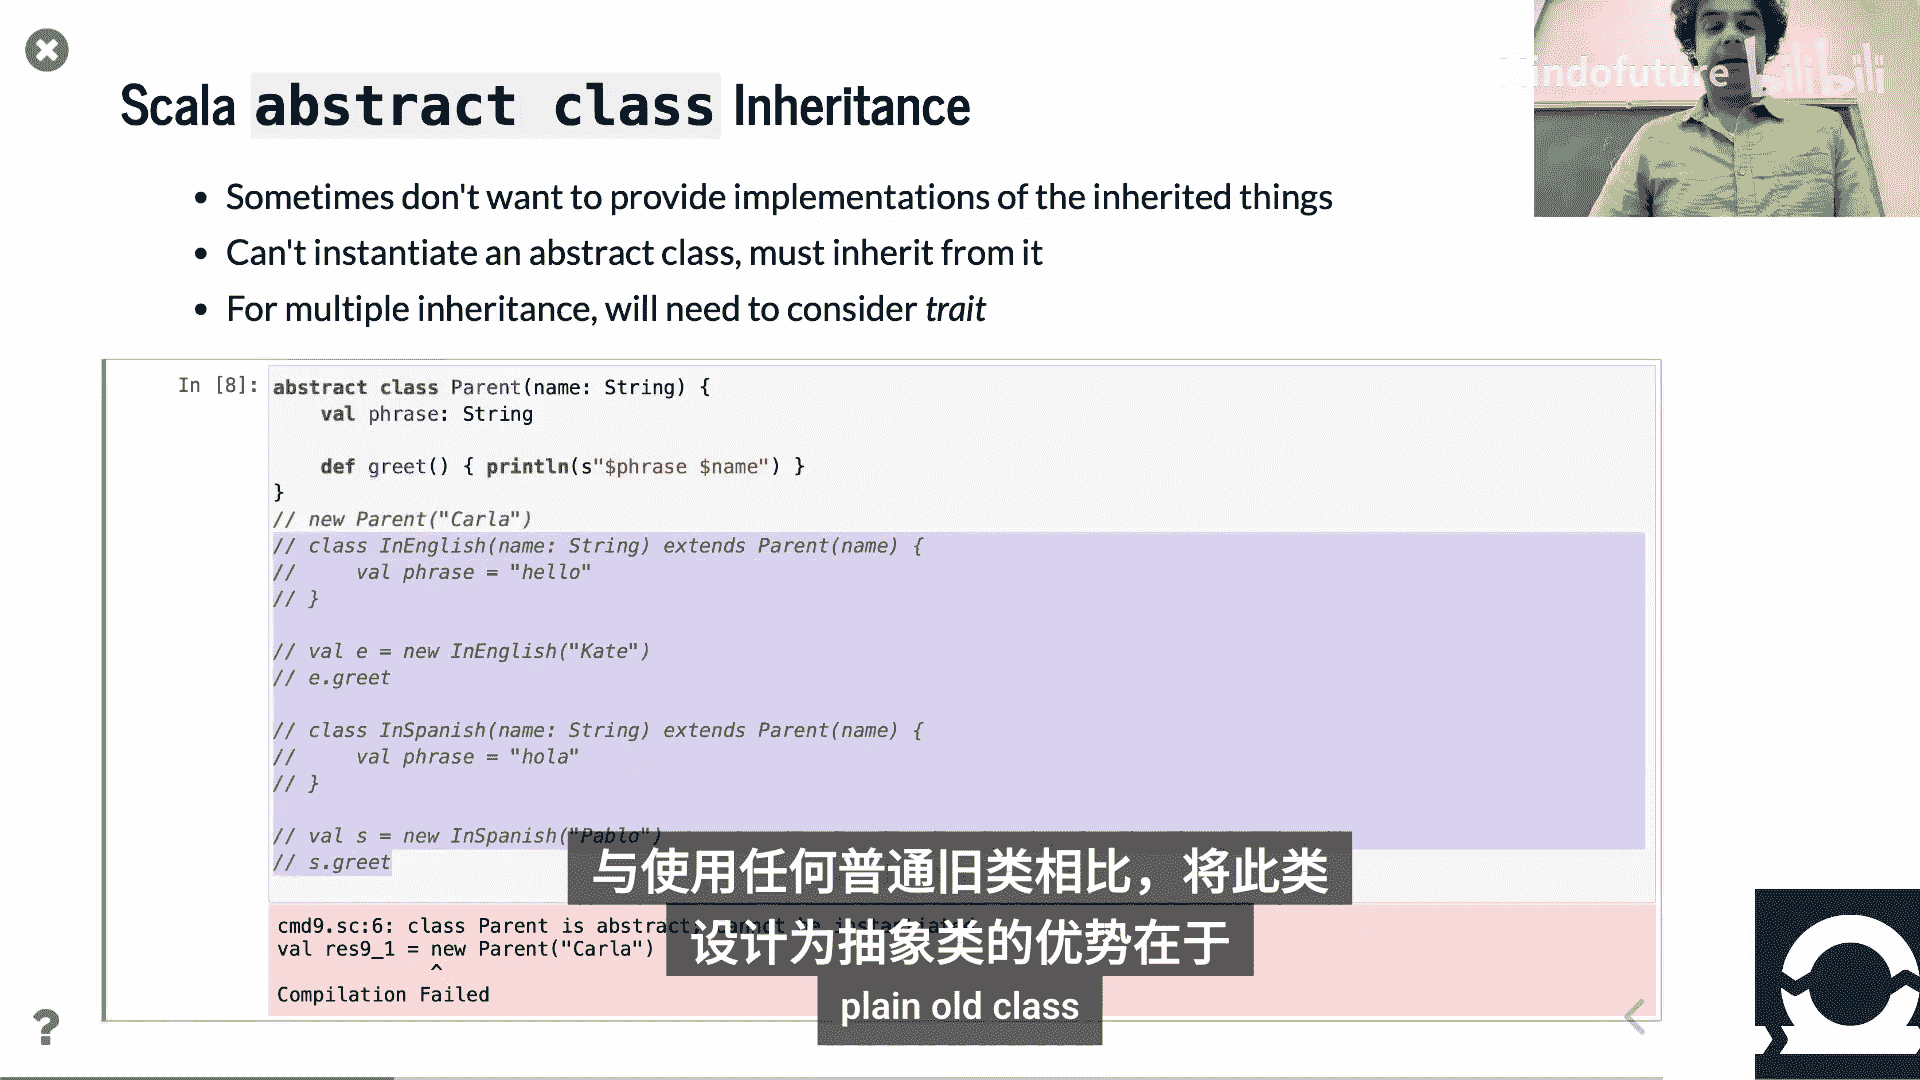 indofuture bilibili
Scala abstract class Inheritance
Sometimes don't want to provide implementations of the inherited things
Can't instantiate an abstract class, must inherit from it
For multiple inheritance, will need to consider trait
In [8]:
abstract class Parent(name: String) {
val phrase: String
def greet() { println(s"$phrase $name") }
}
// new Parent("Carla")
// class InEnglish(name: String) extends Parent(name) {
// val phrase = "hello"
// }
// val e = new InEnglish("Kate")
// e.greet
// class InSpanish(name: String) extends Parent(name) {
// val phrase = "hola"
// }
// val s = new InSpanish("Pablo")
// s.greet
cmd9.sc:6: class Parent is abstract; cannot be instantiated
val res9_1 = new Parent("Carla")
^
Compilation Failed
与使用任何普通旧类相比，将此类
设计为抽象类的优势在于
plain old class
?